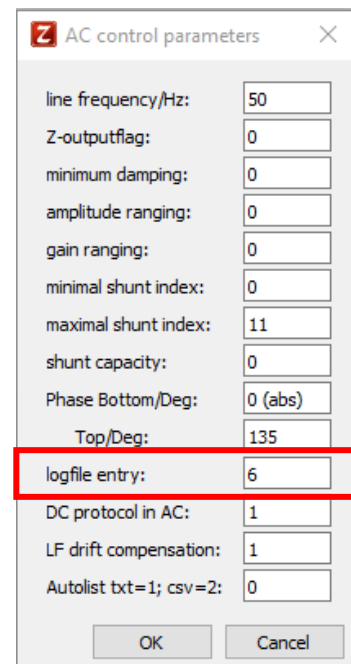 Z AC control parameters
line frequency/Hz: 50
Z-outputflag: 0
minimum damping: 0
amplitude ranging: 0
gain ranging: 0
minimal shunt index: 0
maximal shunt index: 11
shunt capacity: 0
Phase Bottom/Deg: 0 (abs)
Top/Deg: 135
logfile entry: 6
DC protocol in AC: 1
LF drift compensation: 1
Autolist txt=1; csv=2: 0
OK Cancel